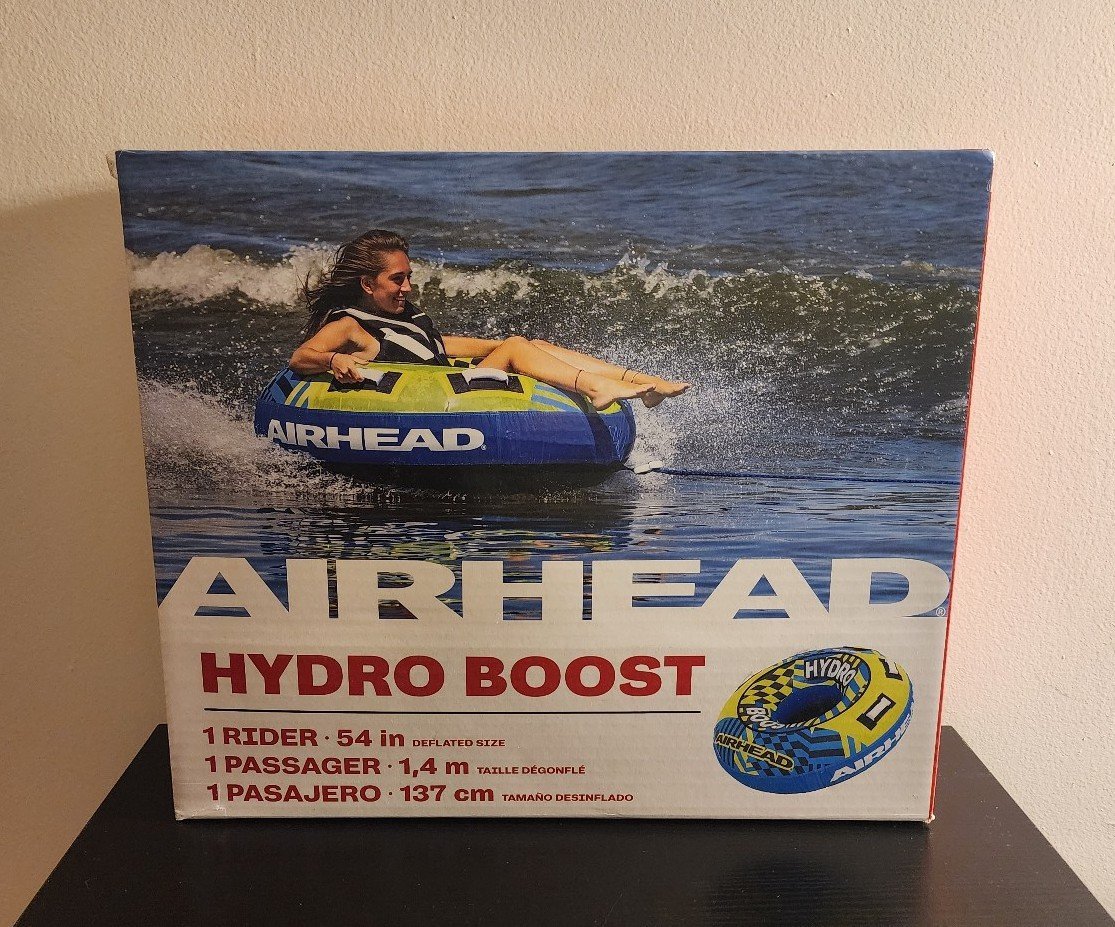 AIRHEAD®
AIRHEAD®
HYDRO BOOST
1 RIDER · 54 in DEFLATED SIZE
1 PASSAGER · 1,4 m TAILLE DÉGONFLÉ
1 PASAJERO · 137 cm TAMAÑO DESINFLADO
HYDRO
BOOST
AIRHEAD
AIRHEAD